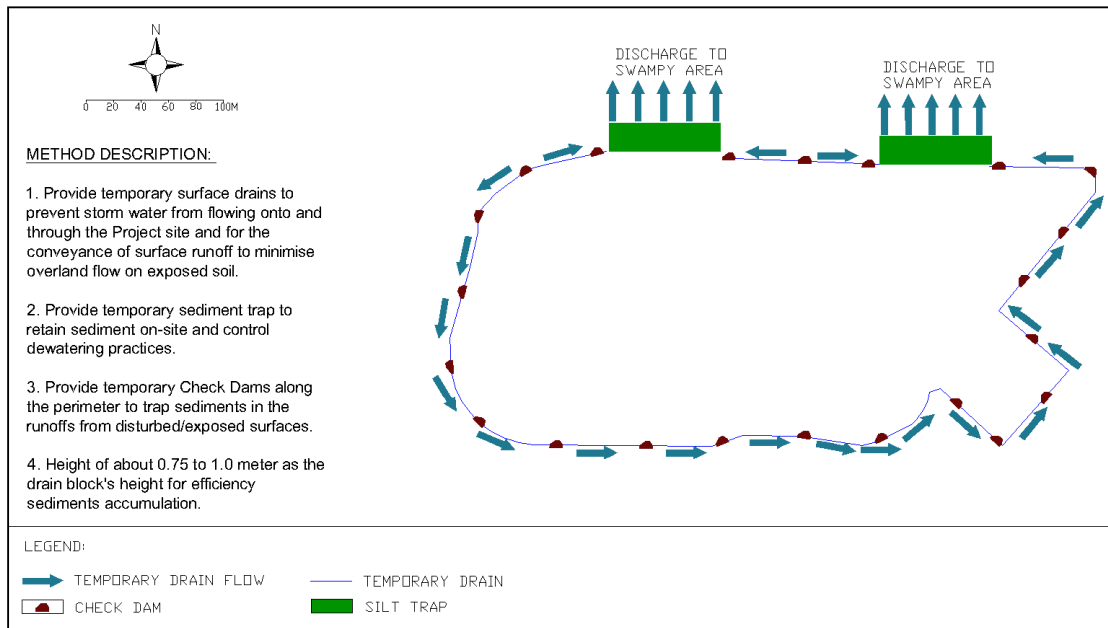 N
0 20 40 60 80 100M
METHOD DESCRIPTION:
1. Provide temporary surface drains to
prevent storm water from flowing onto and
through the Project site and for the
conveyance of surface runoff to minimise
overland flow on exposed soil.
2. Provide temporary sediment trap to
retain sediment on-site and control
dewatering practices.
3. Provide temporary Check Dams along
the perimeter to trap sediments in the
runoffs from disturbed/exposed surfaces.
4. Height of about 0.75 to 1.0 meter as the
drain block's height for efficiency
sediments accumulation.
DISCHARGE TO
SWAMPY AREA
DISCHARGE TO
SWAMPY AREA
LEGEND:
TEMPORARY DRAIN FLOW
TEMPORARY DRAIN
CHECK DAM
SILT TRAP